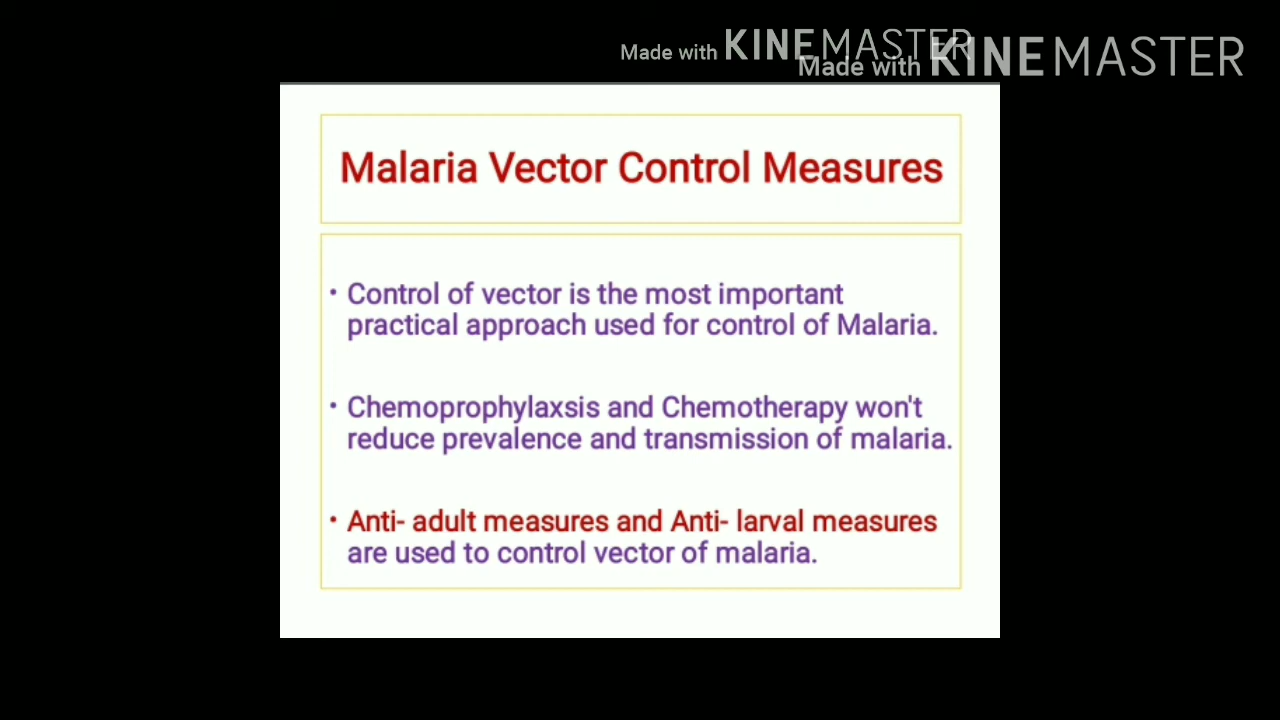 Made with KINEMASTER
Made with KINEMASTER
Malaria Vector Control Measures
• Control of vector is the most important
practical approach used for control of Malaria.
• Chemoprophylaxsis and Chemotherapy won't
reduce prevalence and transmission of malaria.
• Anti- adult measures and Anti- larval measures
are used to control vector of malaria.